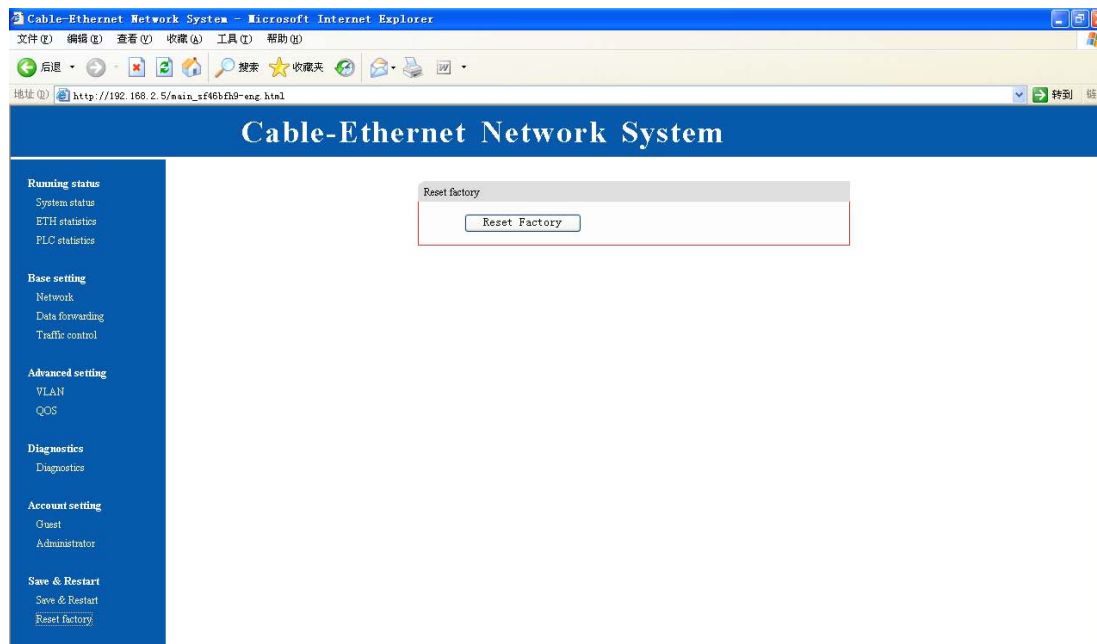 Cable-Ethernet Network System - Microsoft Internet Explorer
文件(F) 编辑(E) 查看(V) 收藏(A) 工具(T) 帮助(H)
后退 搜索 收藏夹
地址(D) http://192.168.2.5/main_sf46bfh9-eng.html 转到
Cable-Ethernet Network System
Running status
System status
ETH statistics
PLC statistics
Base setting
Network
Data forwarding
Traffic control
Advanced setting
VLAN
QOS
Diagnostics
Diagnostics
Account setting
Guest
Administrator
Save & Restart
Save & Restart
Reset factory
Reset factory
Reset Factory